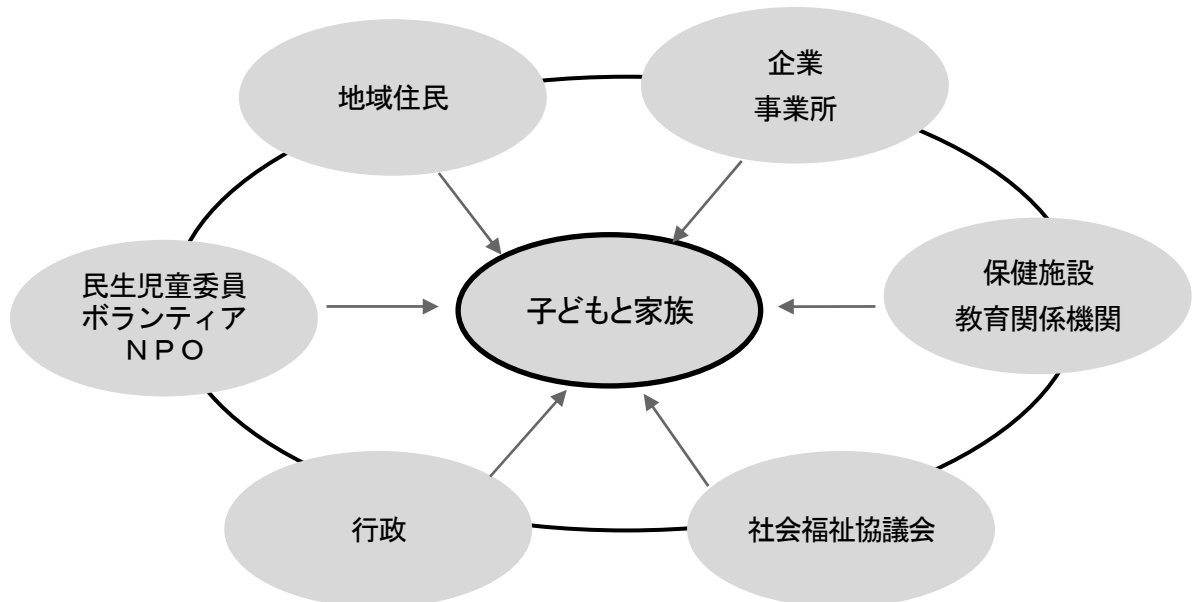 地域住民
企業
事業所
民生児童委員
ボランティア
ＮＰＯ
子どもと家族
保健施設
教育関係機関
行政
社会福祉協議会